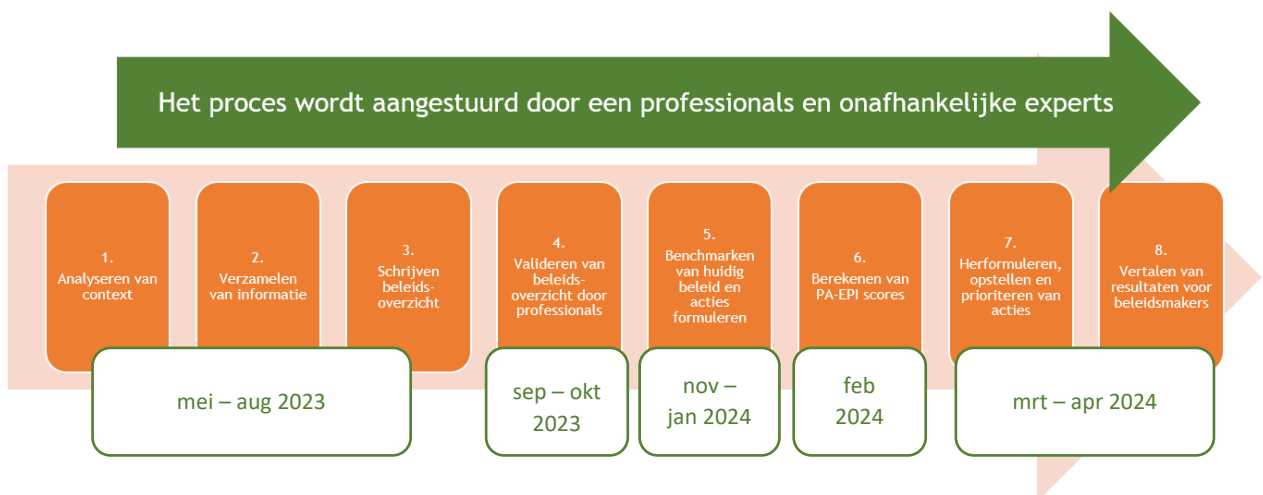 Het proces wordt aangestuurd door een professionals en onafhankelijke experts
1.
Analyseren van
context
2.
Verzamelen
van informatie
3.
Schrijven
beleids-
overzicht
4.
Valideren van
beleids-
overzicht door
professionals
5.
Benchmarken
van huidig
beleid en
acties
formuleren
6.
Berekenen van
PA-EPI scores
7.
Herformuleren,
opstellen en
prioriteren van
acties
8.
Vertalen van
resultaten voor
beleidsmakers
mei – aug 2023
sep – okt
2023
nov –
jan 2024
feb
2024
mrt – apr 2024